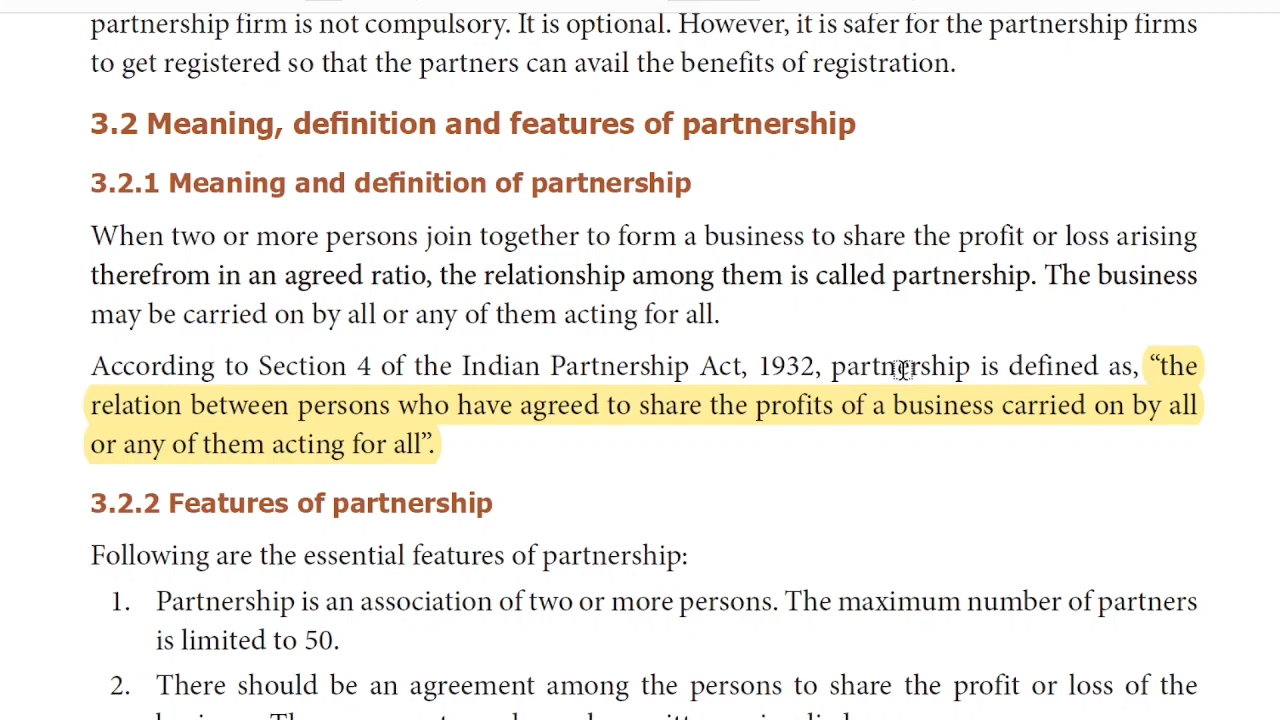 partnership firm is not compulsory. It is optional. However, it is safer for the partnership firms
to get registered so that the partners can avail the benefits of registration.
3.2 Meaning, definition and features of partnership
3.2.1 Meaning and definition of partnership
When two or more persons join together to form a business to share the profit or loss arising
therefrom in an agreed ratio, the relationship among them is called partnership. The business
may be carried on by all or any of them acting for all.
According to Section 4 of the Indian Partnership Act, 1932, partnership is defined as, “the
relation between persons who have agreed to share the profits of a business carried on by all
or any of them acting for all”.
3.2.2 Features of partnership
Following are the essential features of partnership:
1. Partnership is an association of two or more persons. The maximum number of partners
is limited to 50.
2. There should be an agreement among the persons to share the profit or loss of the